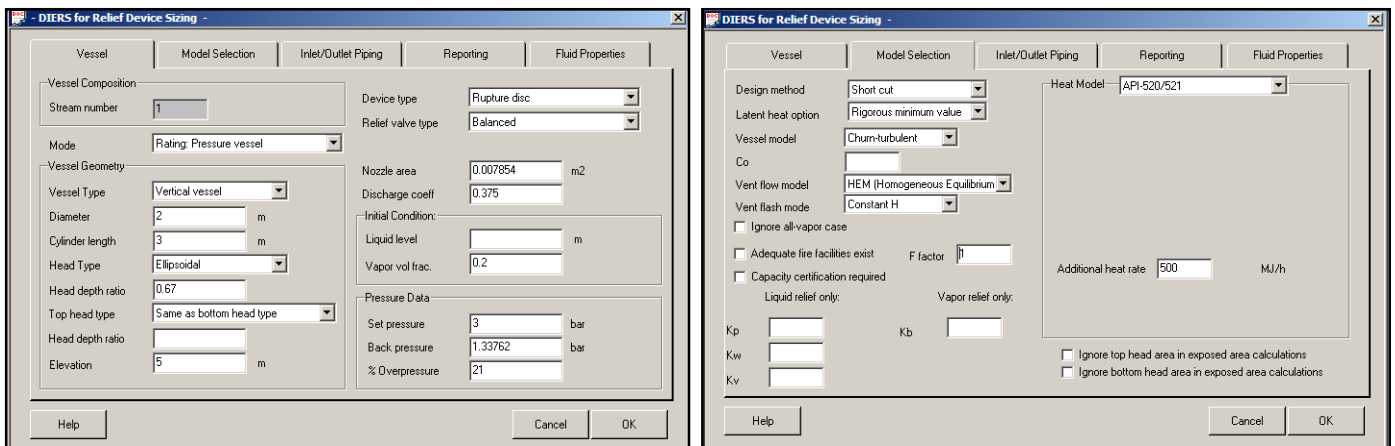 - DIERS for Relief Device Sizing -
Vessel
Model Selection
Inlet/Outlet Piping
Reporting
Fluid Properties
Vessel Composition
Stream number 1
Mode Rating: Pressure vessel
Vessel Geometry
Vessel Type Vertical vessel
Diameter 2 m
Cylinder length 3 m
Head Type Ellipsoidal
Head depth ratio 0.67
Top head type Same as bottom head type
Head depth ratio
Elevation 5 m
Device type Rupture disc
Relief valve type Balanced
Nozzle area 0.007854 m2
Discharge coeff 0.375
Initial Condition:
Liquid level m
Vapor vol frac. 0.2
Pressure Data
Set pressure 3 bar
Back pressure 1.33762 bar
% Overpressure 21
Help
Cancel
OK
DIERS for Relief Device Sizing -
Vessel
Model Selection
Inlet/Outlet Piping
Reporting
Fluid Properties
Design method Short cut
Latent heat option Rigorous minimum value
Vessel model Churn-turbulent
Co
Vent flow model HEM (Homogeneous Equilibrium
Vent flash mode Constant H
Ignore all-vapor case
Adequate fire facilities exist F factor 1
Capacity certification required
Liquid relief only: Vapor relief only:
Kp Kb
Kw
Kv
Heat Model API-520/521
Additional heat rate 500 MJ/h
Ignore top head area in exposed area calculations
Ignore bottom head area in exposed area calculations
Help
Cancel
OK